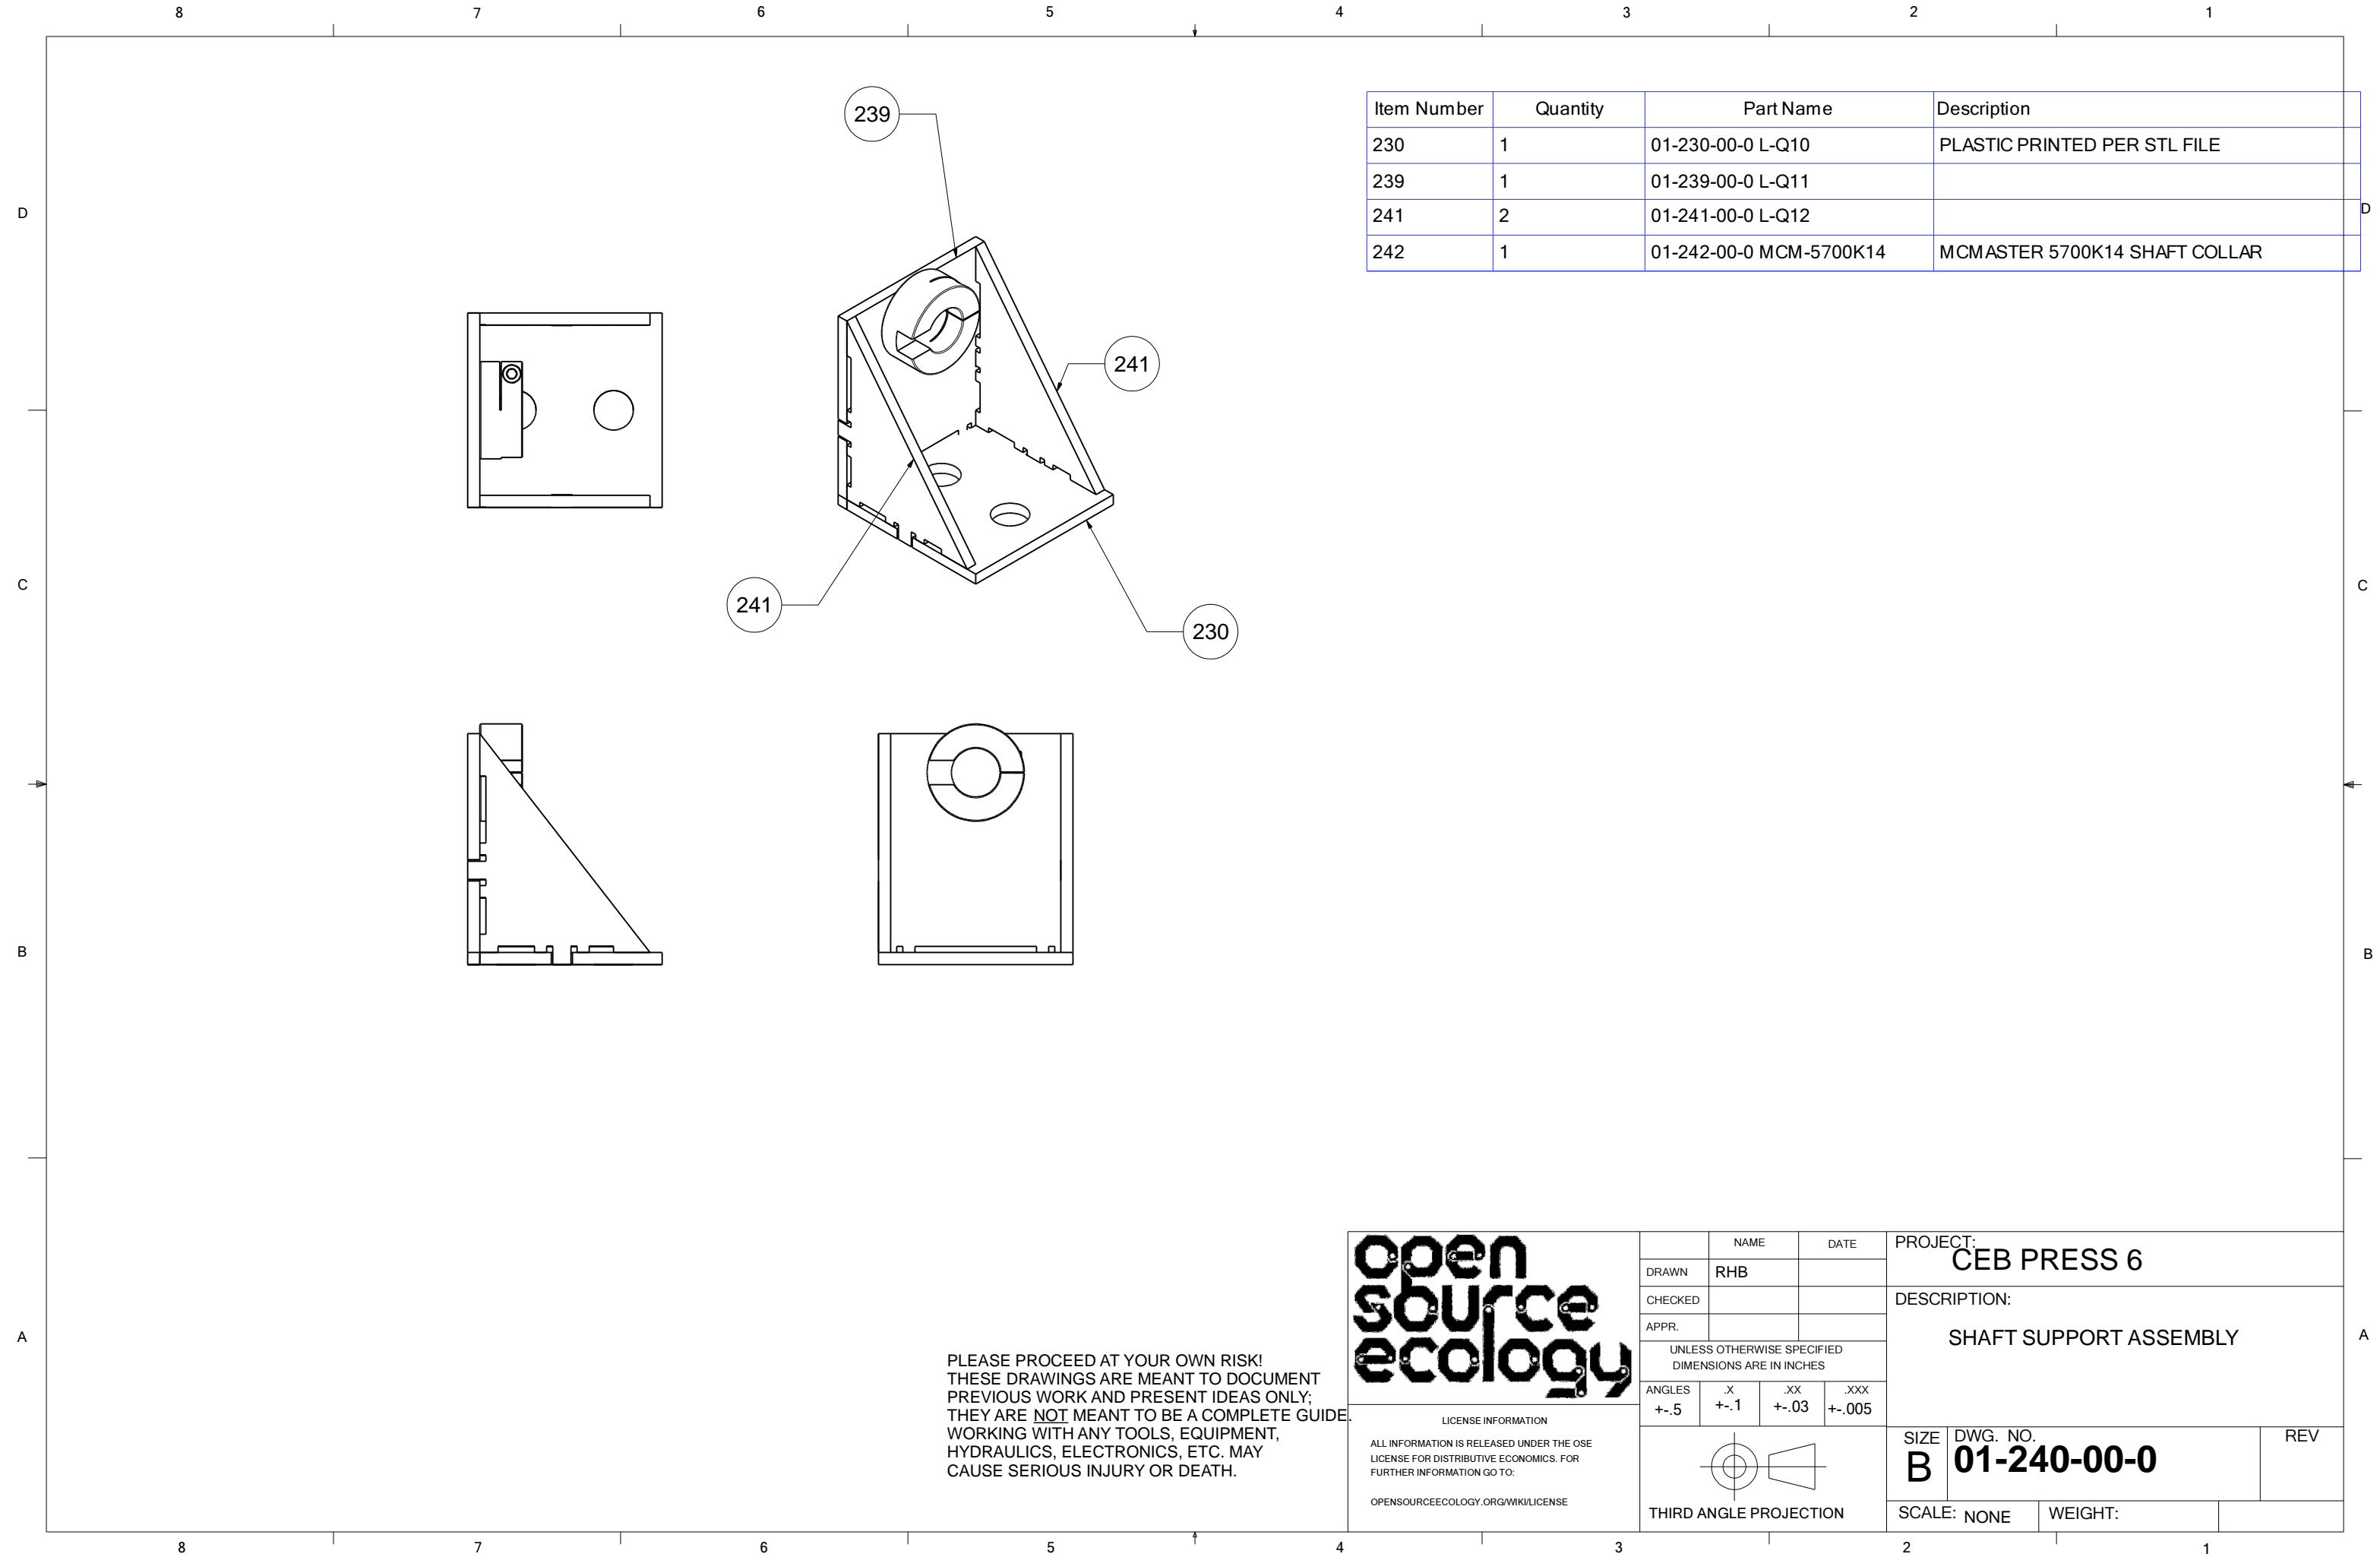 8 7 6 5 4 3 2 1
239
Item Number Quantity Part Name Description
230 1 01-230-00-0 L-Q10 PLASTIC PRINTED PER STL FILE
239 1 01-239-00-0 L-Q11
241 2 01-241-00-0 L-Q12
242 1 01-242-00-0 MCM-5700K14 MCMASTER 5700K14 SHAFT COLLAR
D D
241
C C
241
230
B B
A A
PLEASE PROCEED AT YOUR OWN RISK!
THESE DRAWINGS ARE MEANT TO DOCUMENT
PREVIOUS WORK AND PRESENT IDEAS ONLY;
THEY ARE NOT MEANT TO BE A COMPLETE GUIDE.
WORKING WITH ANY TOOLS, EQUIPMENT,
HYDRAULICS, ELECTRONICS, ETC. MAY
CAUSE SERIOUS INJURY OR DEATH.
open
source
ecology
LICENSE INFORMATION
ALL INFORMATION IS RELEASED UNDER THE OSE
LICENSE FOR DISTRIBUTIVE ECONOMICS. FOR
FURTHER INFORMATION GO TO:
OPENSOURCEECOLOGY.ORG/WIKI/LICENSE
NAME DATE
DRAWN RHB
CHECKED
APPR.
UNLESS OTHERWISE SPECIFIED
DIMENSIONS ARE IN INCHES
ANGLES .X .XX .XXX
+-.5 +-.1 +-.03 +-.005
THIRD ANGLE PROJECTION
PROJECT:
CEB PRESS 6
DESCRIPTION:
SHAFT SUPPORT ASSEMBLY
SIZE DWG. NO. REV
B 01-240-00-0
SCALE: NONE WEIGHT:
8 7 6 5 4 3 2 1